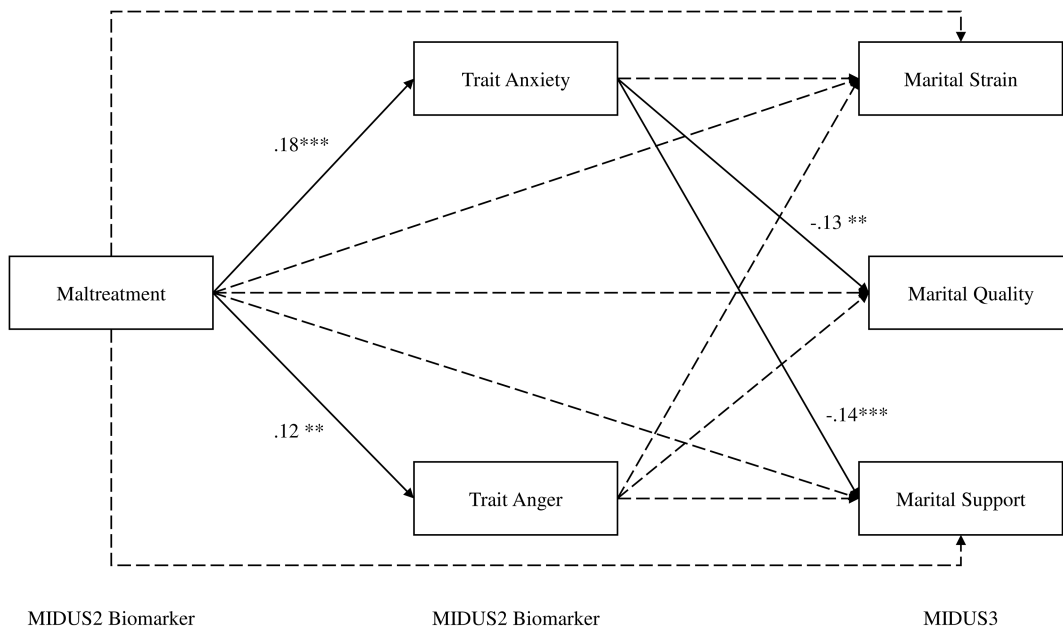 Trait Anxiety
Marital Strain
.18***
-.13 **
Maltreatment
Marital Quality
-.14***
.12 **
Trait Anger
Marital Support
MIDUS2 Biomarker
MIDUS2 Biomarker
MIDUS3